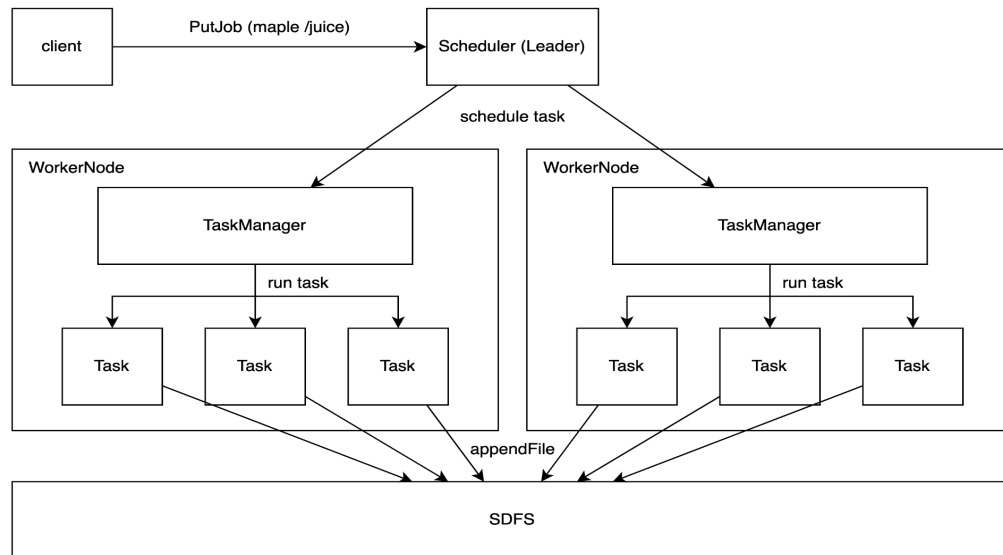 PutJob (maple /juice)
client
Scheduler (Leader)
schedule task
WorkerNode
WorkerNode
TaskManager
TaskManager
run task
run task
Task
Task
Task
Task
Task
Task
appendFile
SDFS